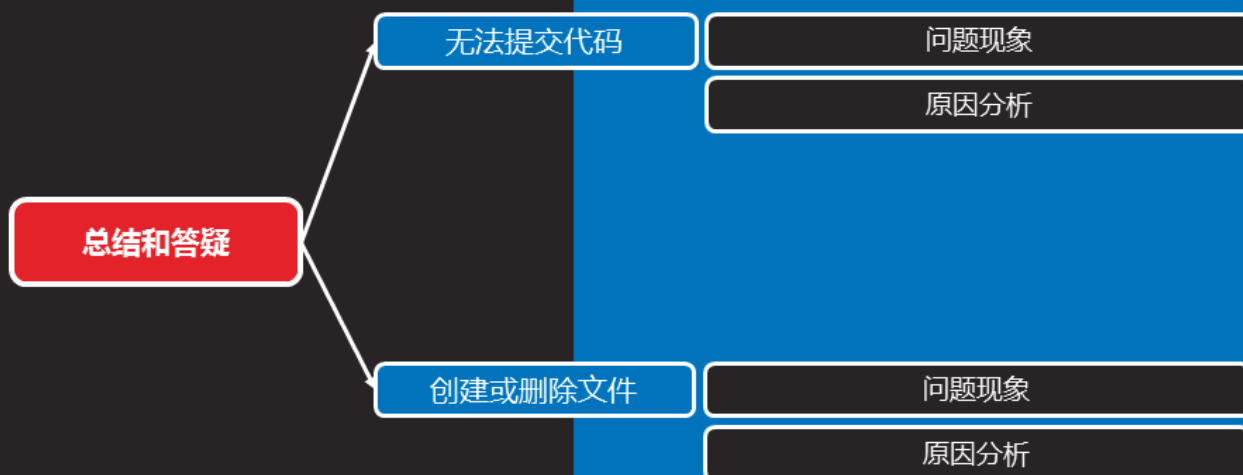 无法提交代码
问题现象
原因分析
总结和答疑
创建或删除文件
问题现象
原因分析